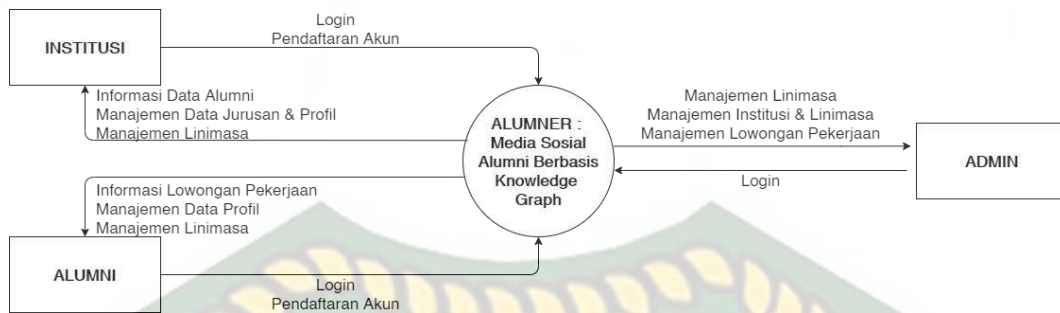 INSTITUSI
Login
Pendaftaran Akun
Informasi Data Alumni
Manajemen Data Jurusan & Profil
Manajemen Linimasa
ALUMNER :
Media Sosial
Alumni Berbasis
Knowledge
Graph
Manajemen Linimasa
Manajemen Institusi & Linimasa
Manajemen Lowongan Pekerjaan
Login
ADMIN
Informasi Lowongan Pekerjaan
Manajemen Data Profil
Manajemen Linimasa
ALUMNI
Login
Pendaftaran Akun